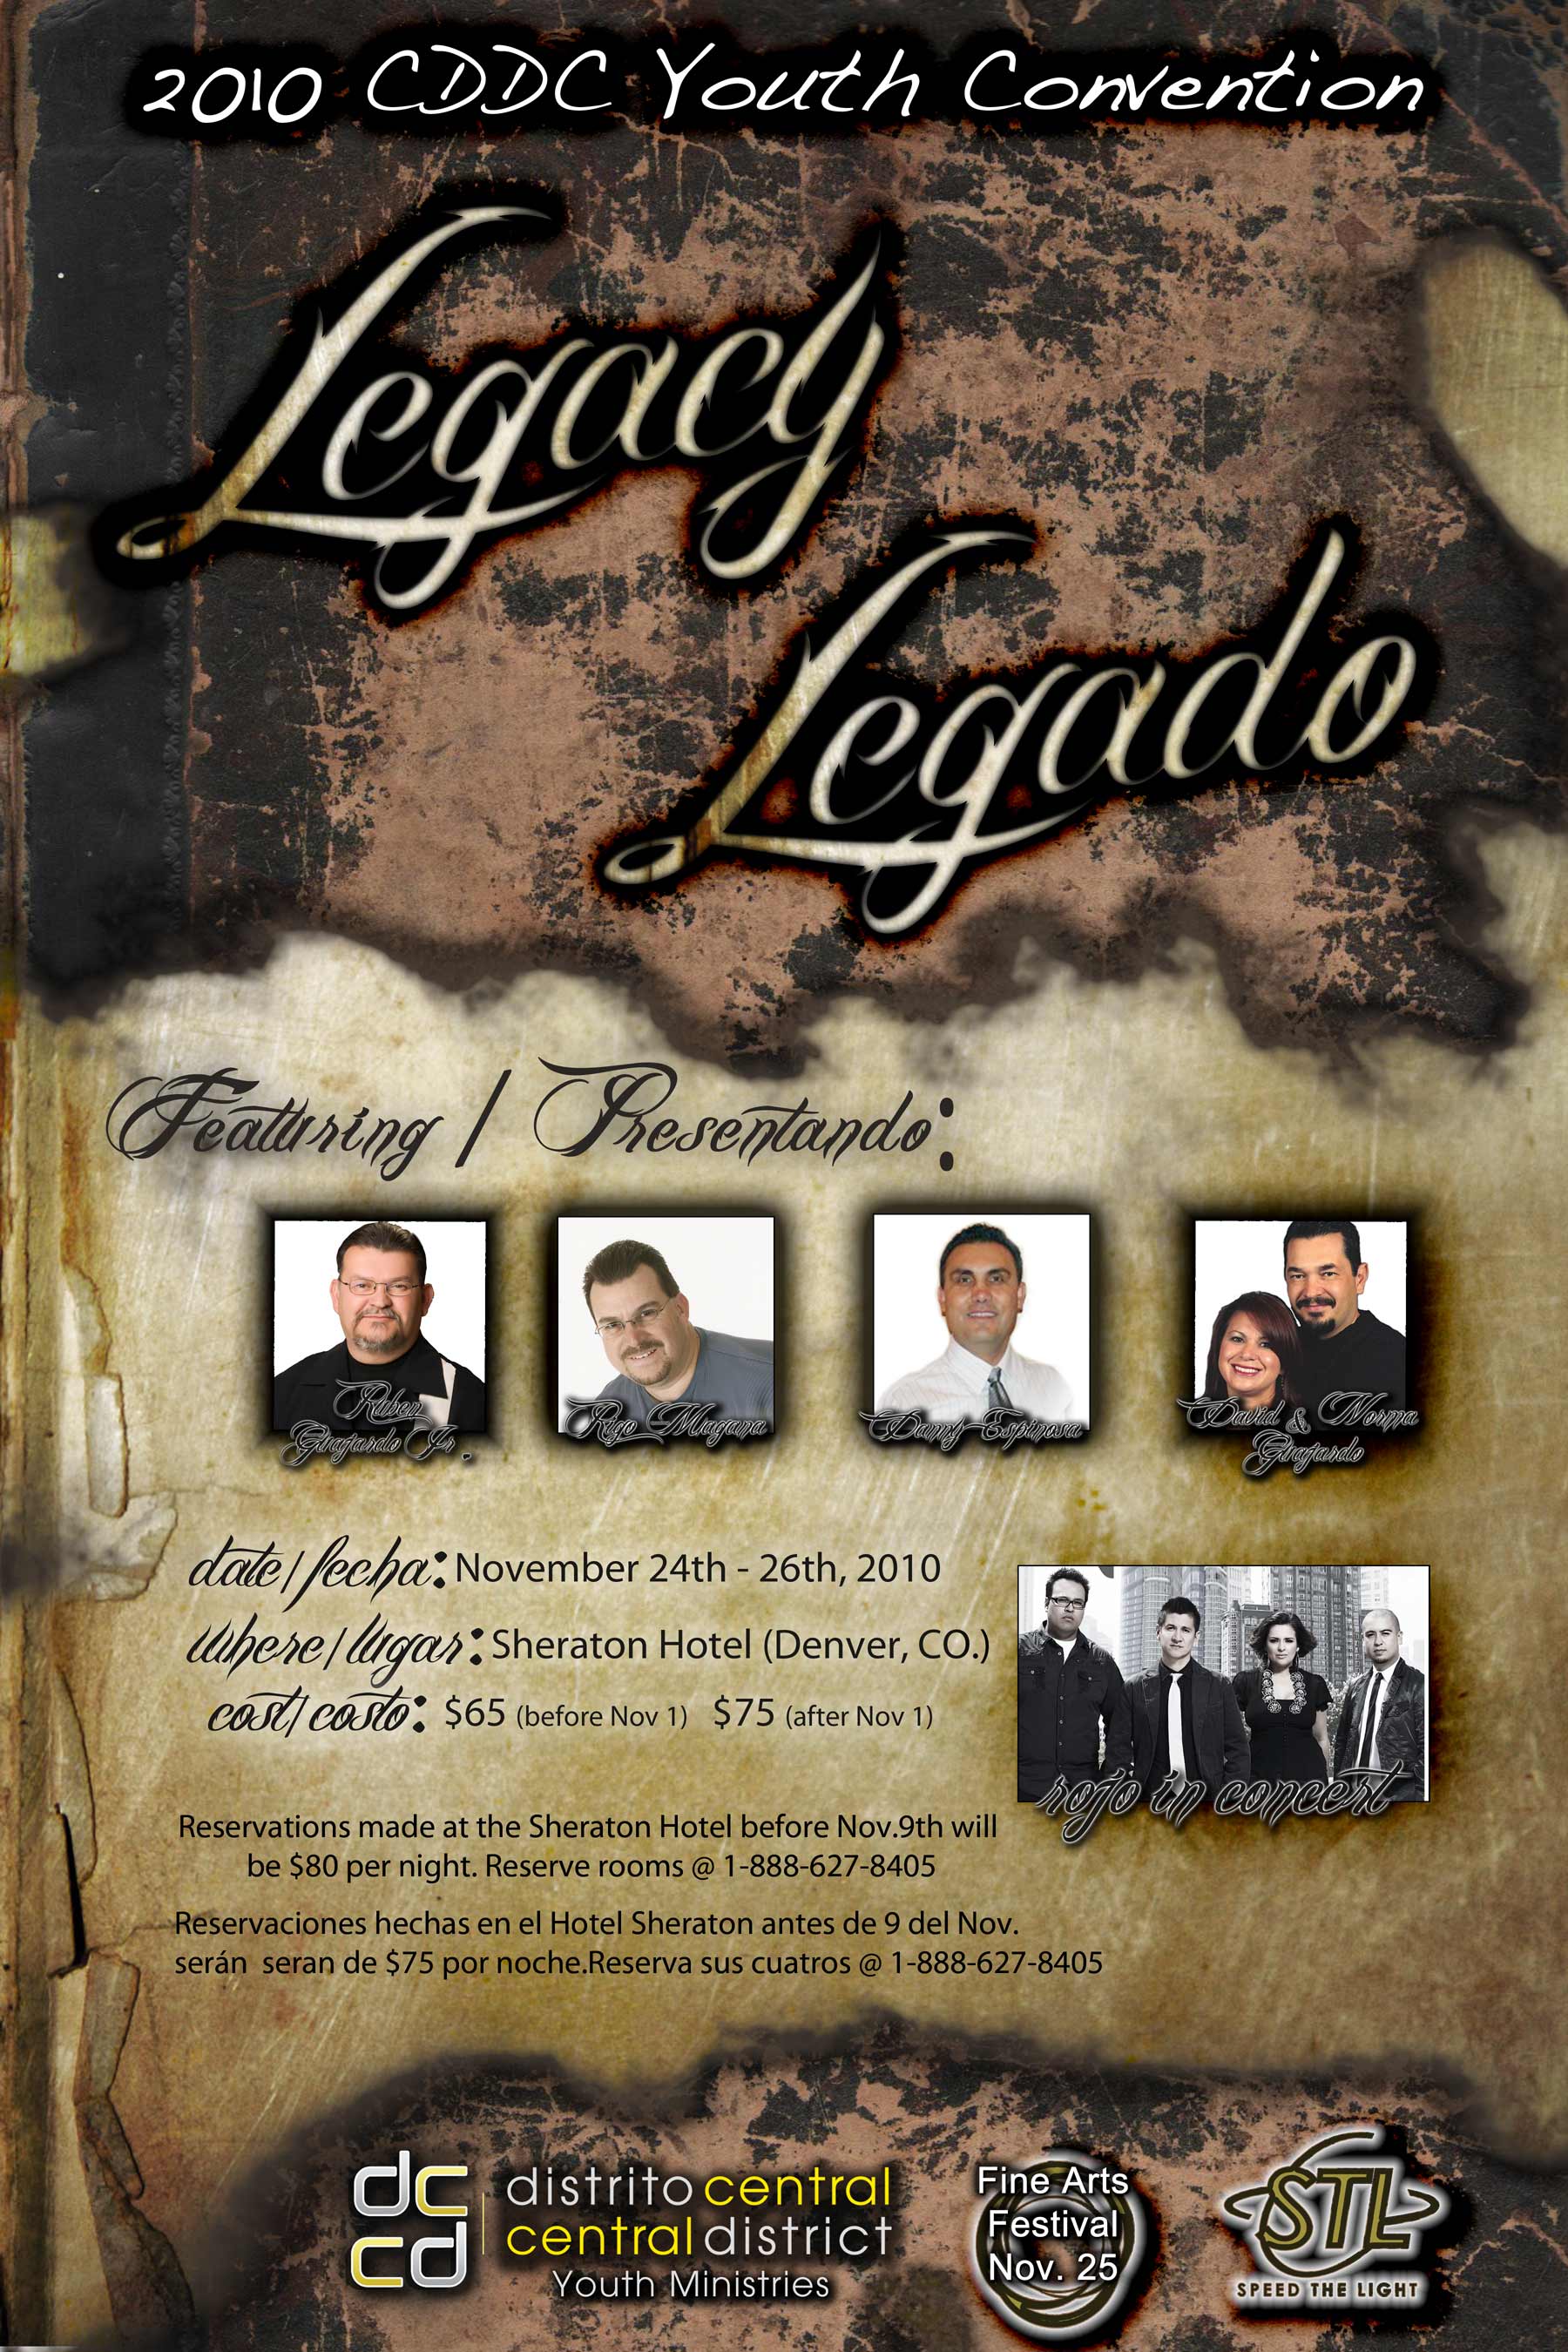 2010 CDDC Youth Convention
Legacy
Legado
Featuring / Presentando:
Ruben
Guajardo Jr.
Rigo Magana
Danny Espinosa
David & Norma
Guajardo
date/fecha: November 24th - 26th, 2010
where/lugar: Sheraton Hotel (Denver, CO.)
cost/costo: $65 (before Nov 1) $75 (after Nov 1)
rojo in concert
Reservations made at the Sheraton Hotel before Nov.9th will
be $80 per night. Reserve rooms @ 1-888-627-8405
Reservaciones hechas en el Hotel Sheraton antes de 9 del Nov.
serán seran de $75 por noche.Reserva sus cuatros @ 1-888-627-8405
dc
cd
distrito central
central district
Youth Ministries
Fine Arts
Festival
Nov. 25
STL
SPEED THE LIGHT